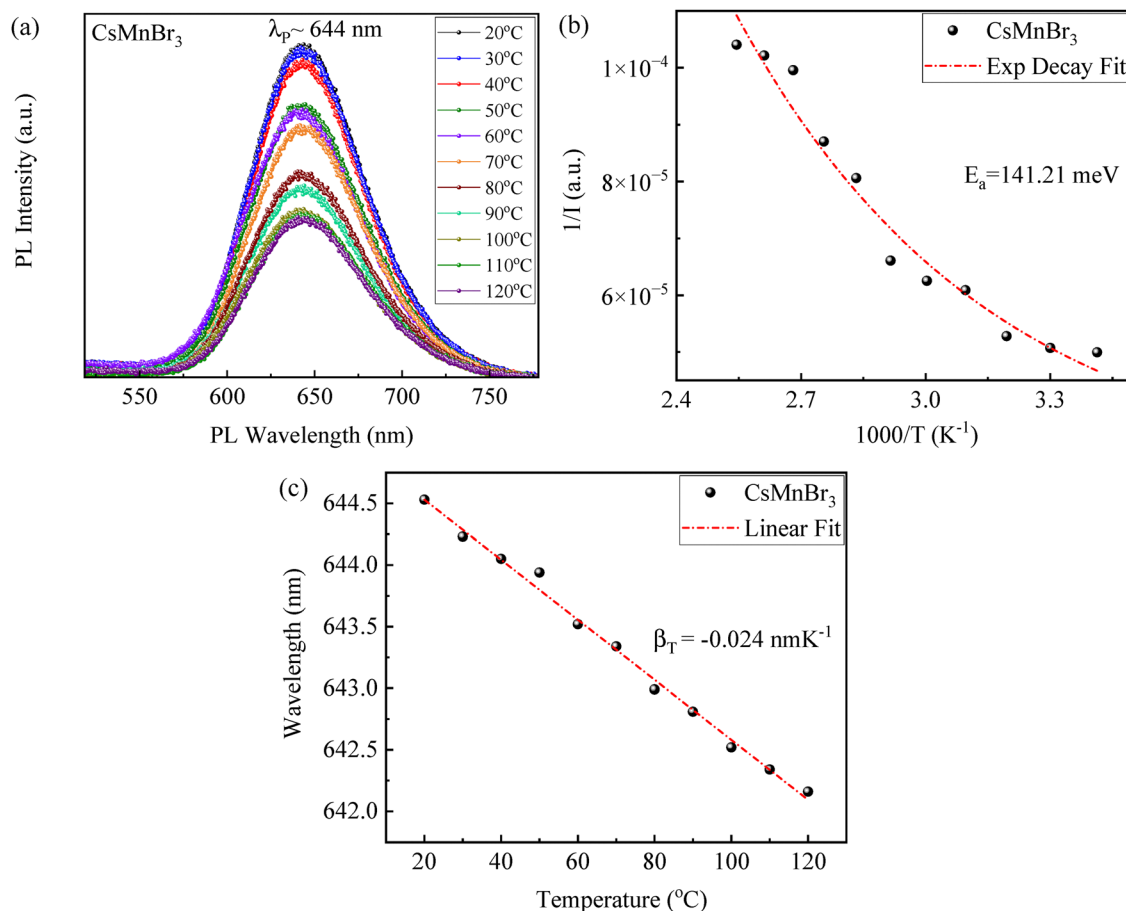 (a)
CsMnBr₃
λₚ~ 644 nm
20ºC
30ºC
40ºC
50ºC
60ºC
70ºC
80ºC
90ºC
100ºC
110ºC
120ºC
PL Intensity (a.u.)
550 600 650 700 750
PL Wavelength (nm)
(b)
CsMnBr₃
Exp Decay Fit
Eₐ=141.21 meV
1/I (a.u.)
1×10⁻⁴
8×10⁻⁵
6×10⁻⁵
2.4 2.7 3.0 3.3
1000/T (K⁻¹)
(c)
CsMnBr₃
Linear Fit
β_T = -0.024 nmK⁻¹
Wavelength (nm)
644.5
644.0
643.5
643.0
642.5
642.0
20 40 60 80 100 120
Temperature (ºC)